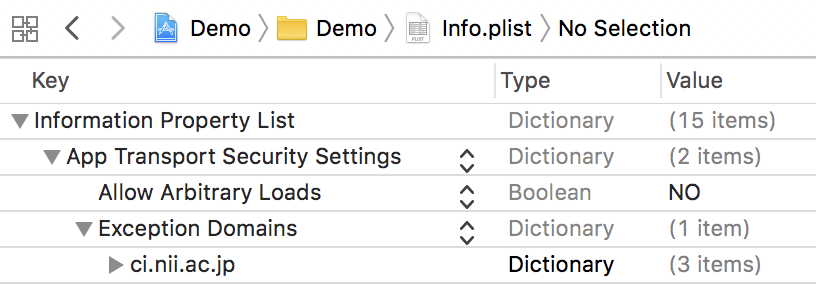 Demo Demo Info.plist No Selection
Key Type Value
Information Property List Dictionary (15 items)
App Transport Security Settings Dictionary (2 items)
Allow Arbitrary Loads Boolean NO
Exception Domains Dictionary (1 item)
ci.nii.ac.jp Dictionary (3 items)